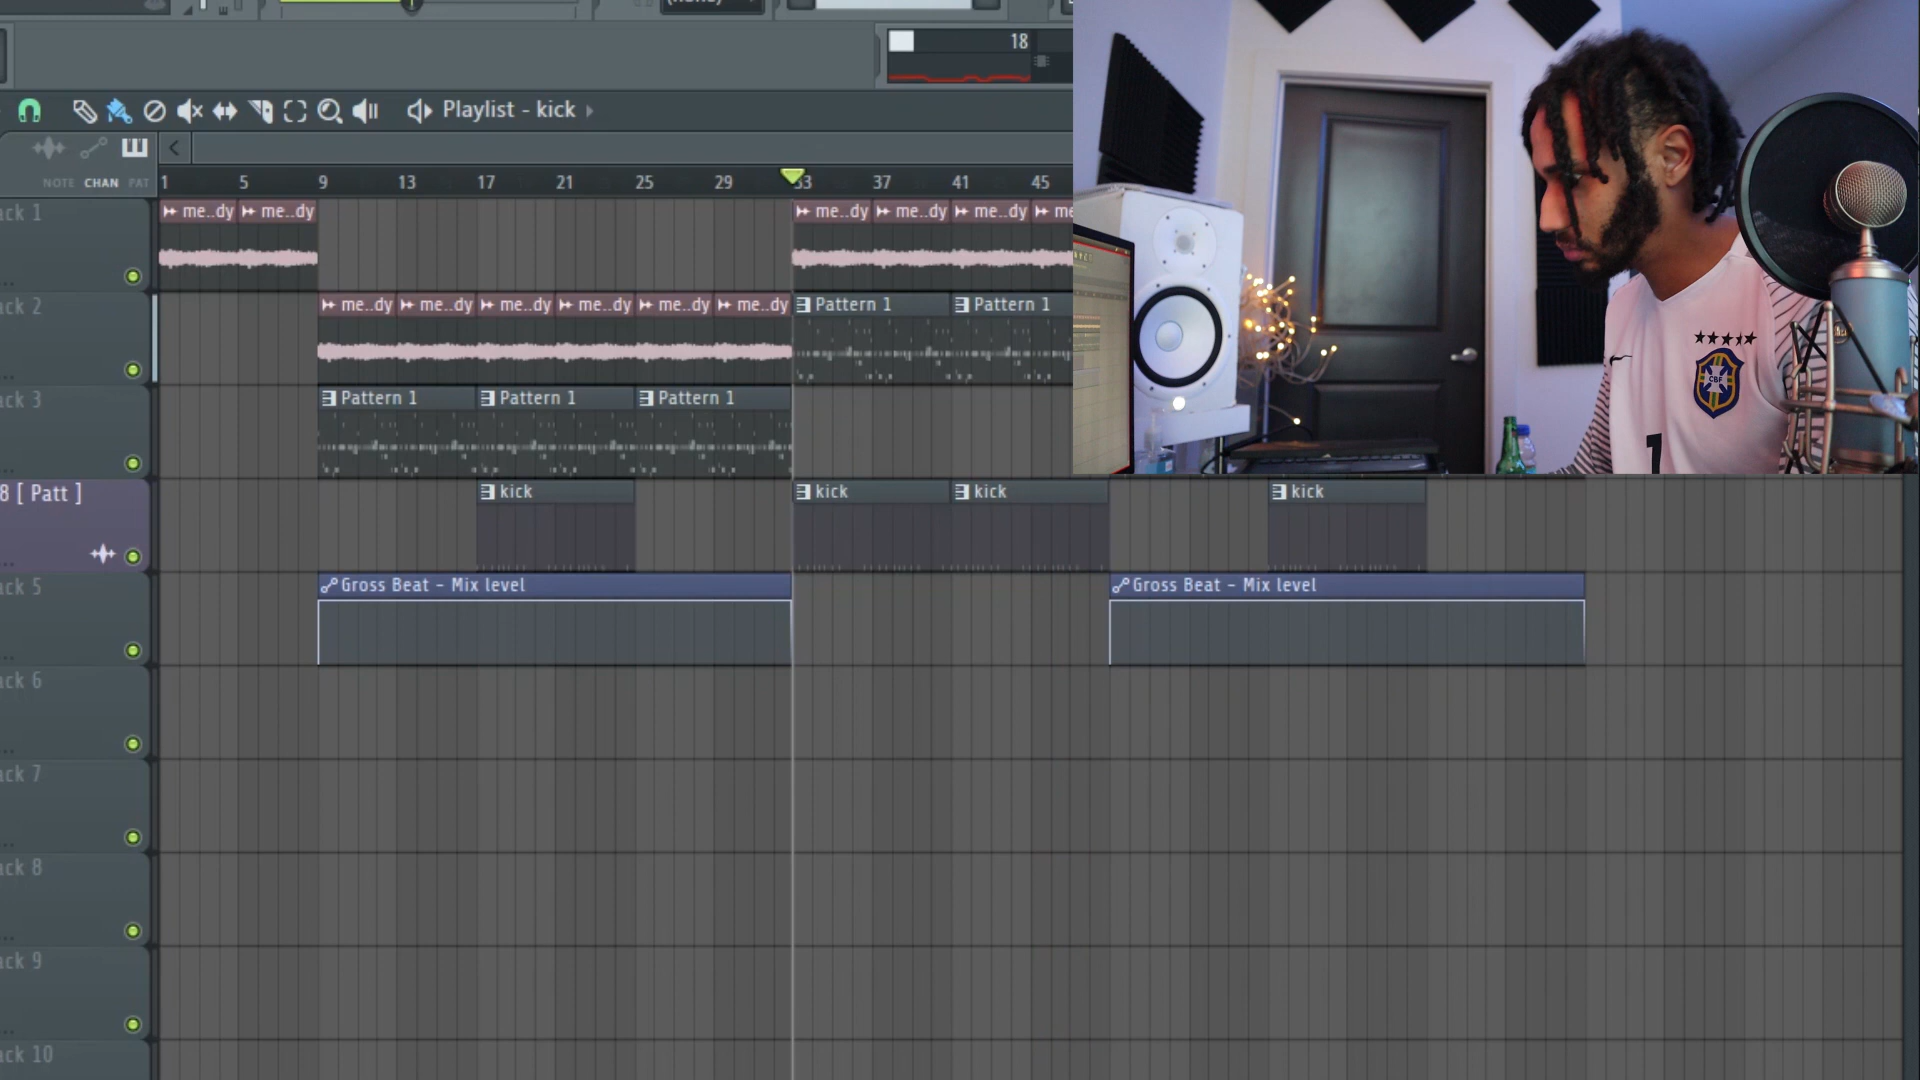 18
Playlist - kick
NOTE CHAN PAT
1 5 9 13 17 21 25 29 33 37 41 45
ack 1
me..dy me..dy me..dy me..dy me..dy me
ack 2
me..dy me..dy me..dy me..dy me..dy me..dy Pattern 1 Pattern 1
ack 3
Pattern 1 Pattern 1 Pattern 1
8 [ Patt ]
kick kick kick kick
ack 5
Gross Beat - Mix level Gross Beat - Mix level
ack 6
ack 7
ack 8
ack 9
ack 10
CBF
1